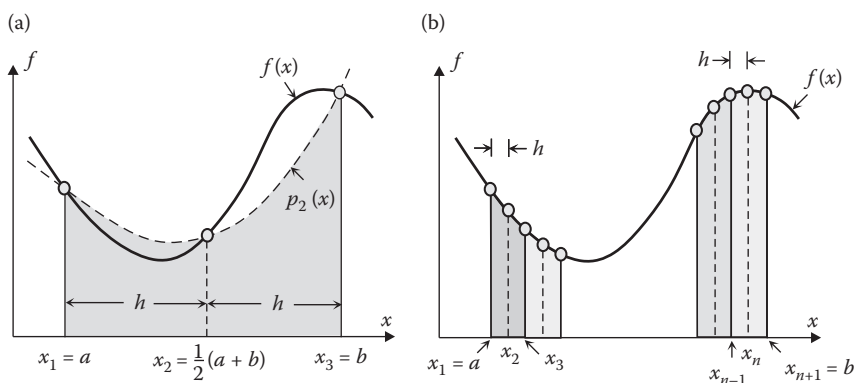 (a)
f
f(x)
p₂(x)
h
h
x
x₁ = a
x₂ = 1/2 (a + b)
x₃ = b
(b)
f
h
f(x)
h
x
x₁ = a
x₂
x₃
xₙ₋₁
xₙ
xₙ₊₁ = b